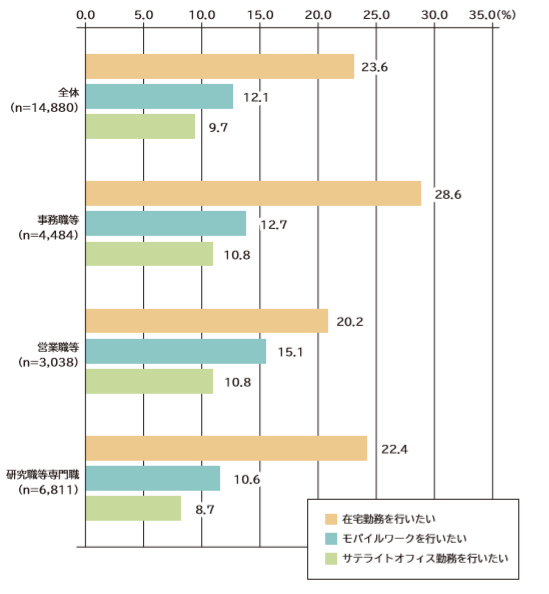 0.0 5.0 10.0 15.0 20.0 25.0 30.0 35.0(%)
23.6
全体
(n=14,880)
12.1
9.7
28.6
事務職等
(n=4,484)
12.7
10.8
20.2
営業職等
(n=3,038)
15.1
10.8
22.4
研究職等専門職
(n=6,811)
10.6
8.7
在宅勤務を行いたい
モバイルワークを行いたい
サテライトオフィス勤務を行いたい